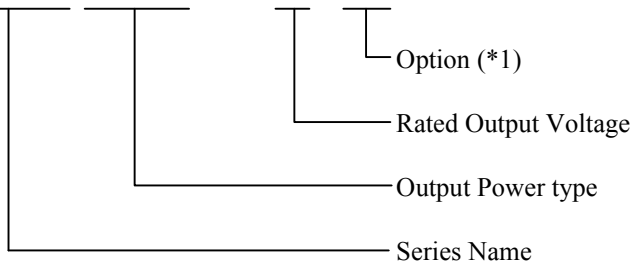 Option (*1)
Rated Output Voltage
Output Power type
Series Name